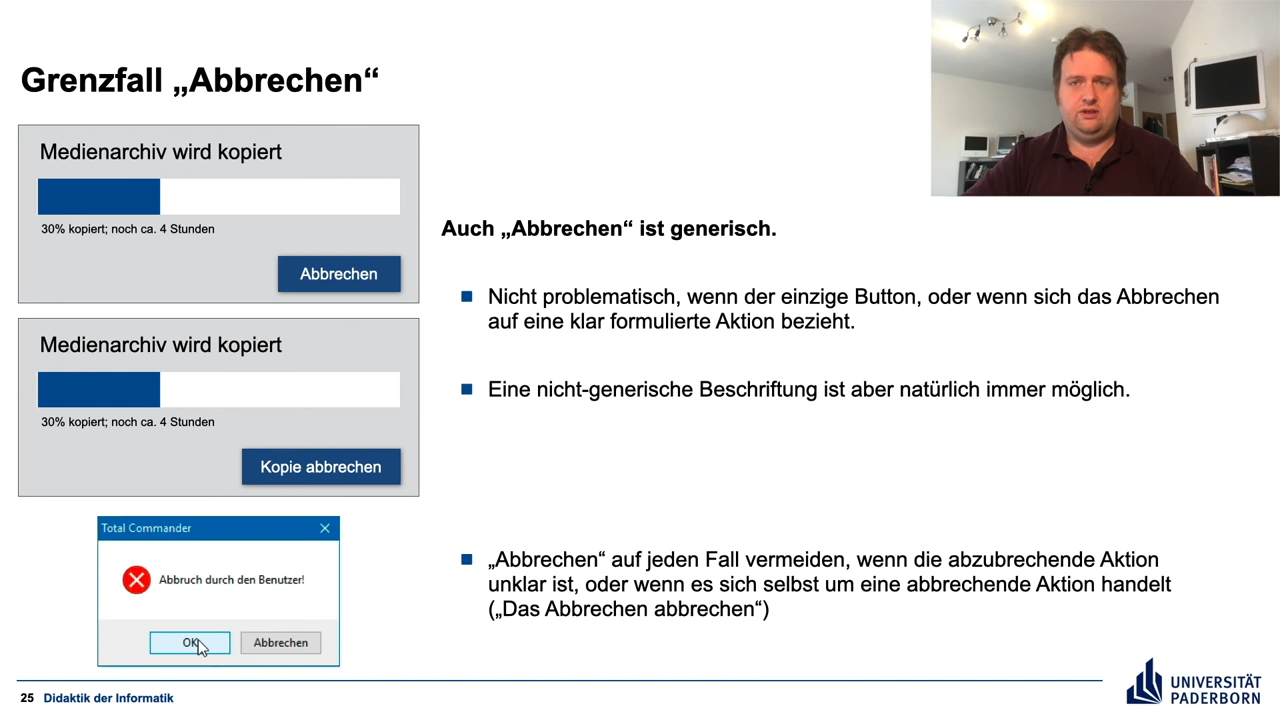 Grenzfall „Abbrechen“
Medienarchiv wird kopiert
30% kopiert; noch ca. 4 Stunden
Abbrechen
Medienarchiv wird kopiert
30% kopiert; noch ca. 4 Stunden
Kopie abbrechen
Total Commander
Abbruch durch den Benutzer!
OK
Abbrechen
Auch „Abbrechen“ ist generisch.
Nicht problematisch, wenn der einzige Button, oder wenn sich das Abbrechen
auf eine klar formulierte Aktion bezieht.
Eine nicht-generische Beschriftung ist aber natürlich immer möglich.
„Abbrechen“ auf jeden Fall vermeiden, wenn die abzubrechende Aktion
unklar ist, oder wenn es sich selbst um eine abbrechende Aktion handelt
(„Das Abbrechen abbrechen“)
25 Didaktik der Informatik
UNIVERSITÄT
PADERBORN